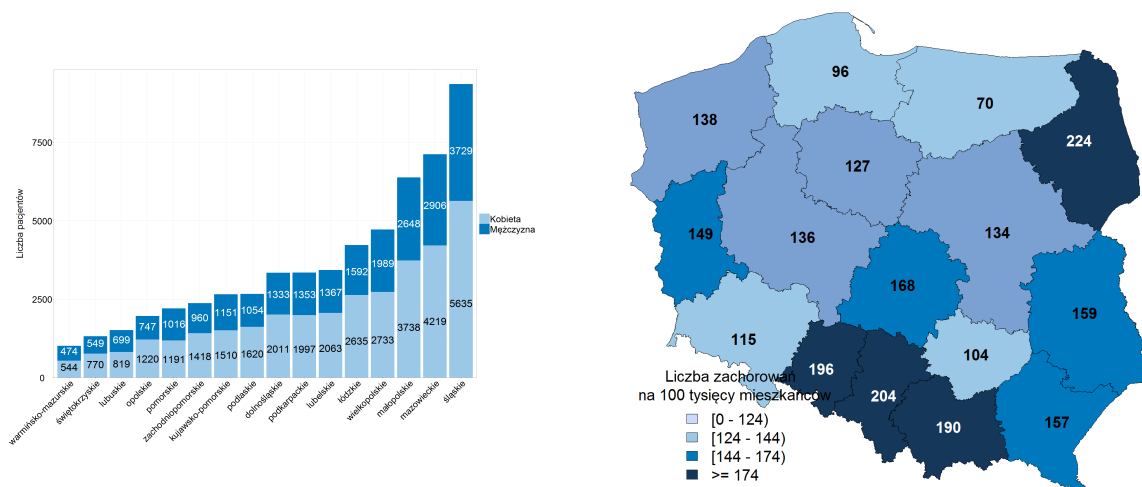 7500
5000
2500
0
Liczba pacjentów
474 549 699 747 1016 960 1151 1054 1333 1353 1367 1592 1989 2648 2906 3729
544 770 819 1220 1191 1418 1510 1620 2011 1997 2063 2635 2733 3738 4219 5635
warmińsko-mazurskie
świętokrzyskie
lubuskie
opolskie
pomorskie
zachodniopomorskie
kujawsko-pomorskie
podlaskie
dolnośląskie
podkarpackie
lubelskie
łódzkie
wielkopolskie
małopolskie
mazowieckie
śląskie
Kobieta
Mężczyzna
96
70
138
224
127
149
136
134
168
159
115
104
196
204
190
157
Liczba zachorowań
na 100 tysięcy mieszkańców
[0 - 124)
[124 - 144)
[144 - 174)
>= 174